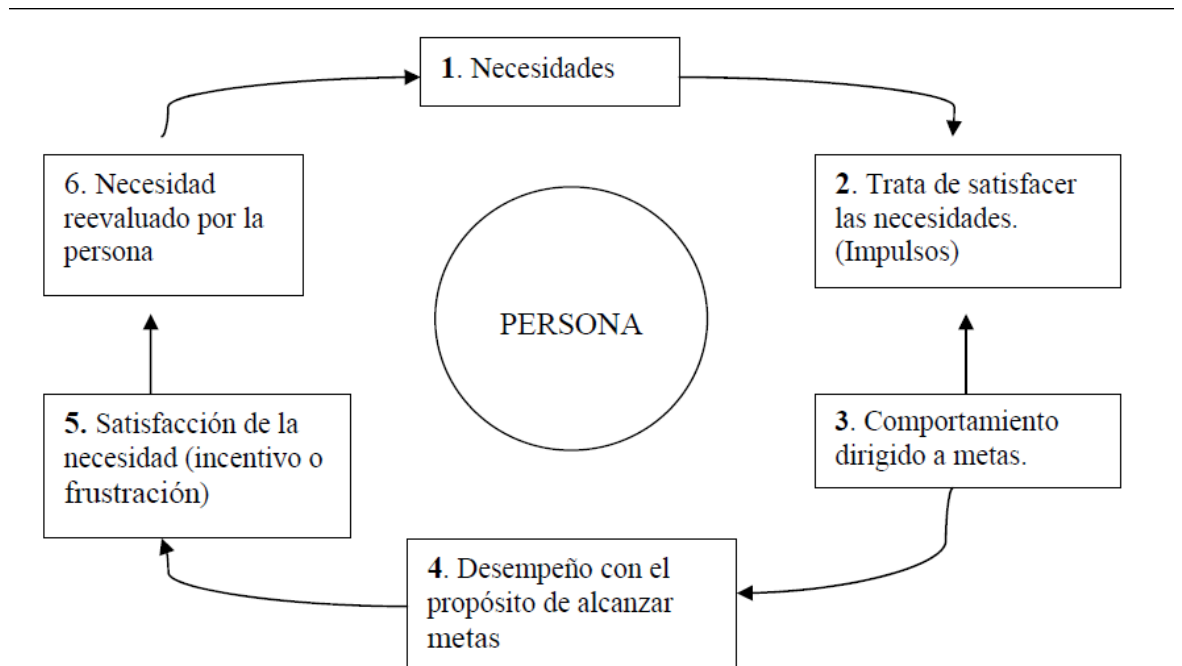 1. Necesidades
2. Trata de satisfacer
las necesidades.
(Impulsos)
3. Comportamiento
dirigido a metas.
4. Desempeño con el
propósito de alcanzar
metas
5. Satisfacción de la
necesidad (incentivo o
frustración)
6. Necesidad
reevaluado por la
persona
PERSONA